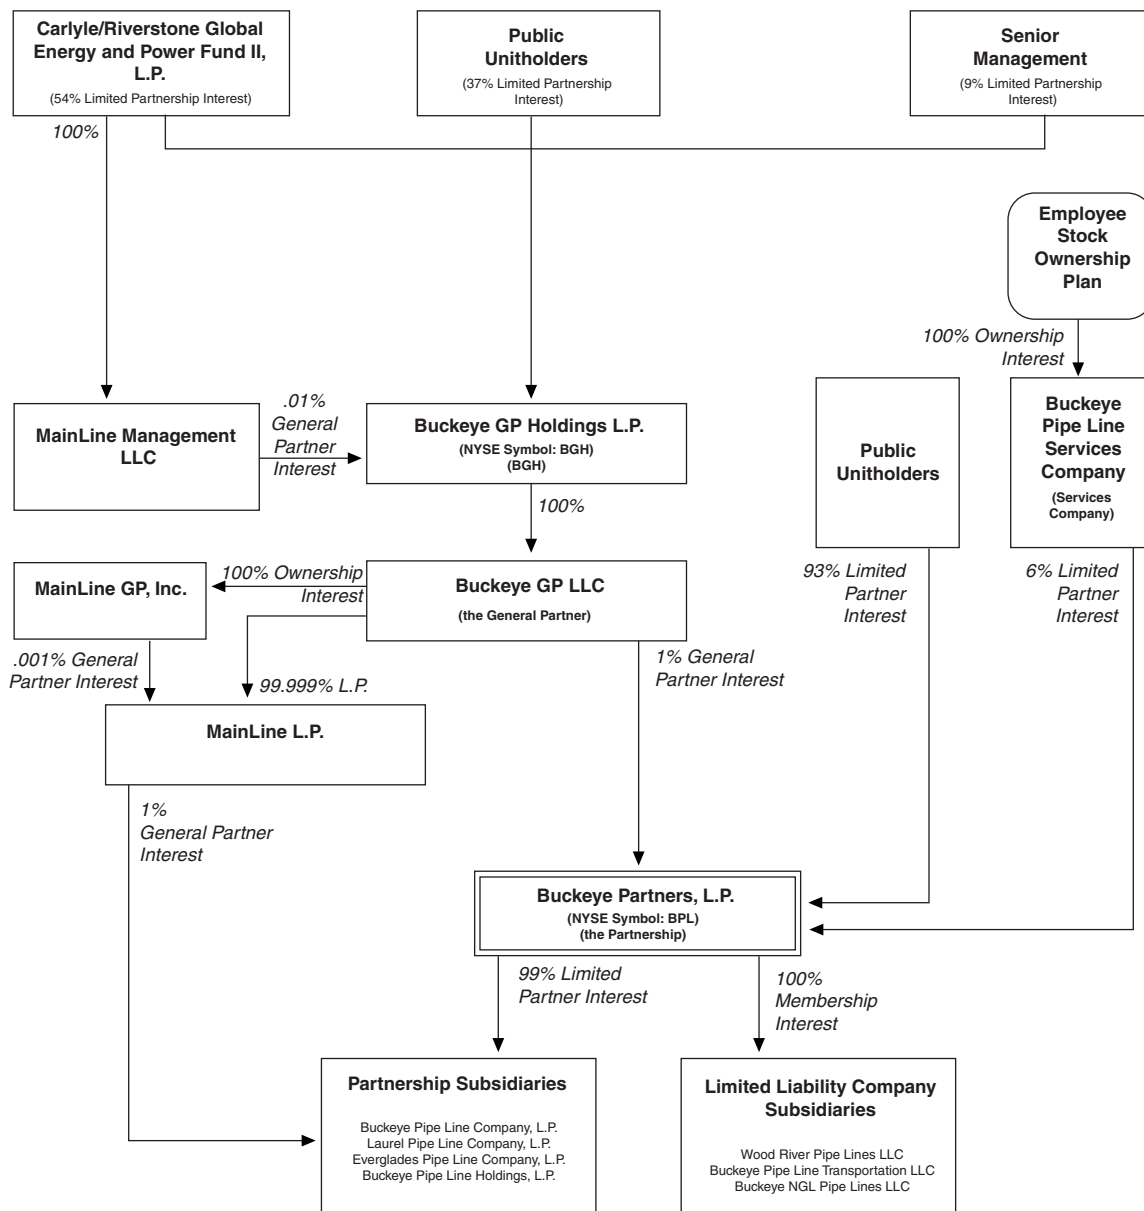 Carlyle/Riverstone Global
Energy and Power Fund II,
L.P.
(54% Limited Partnership Interest)
Public
Unitholders
(37% Limited Partnership
Interest)
Senior
Management
(9% Limited Partnership
Interest)
100%
Employee
Stock
Ownership
Plan
100% Ownership
Interest
MainLine Management
LLC
.01%
General
Partner
Interest
Buckeye GP Holdings L.P.
(NYSE Symbol: BGH)
(BGH)
Public
Unitholders
Buckeye
Pipe Line
Services
Company
(Services
Company)
100%
MainLine GP, Inc.
100% Ownership
Interest
Buckeye GP LLC
(the General Partner)
93% Limited
Partner
Interest
6% Limited
Partner
Interest
.001% General
Partner Interest
99.999% L.P.
1% General
Partner Interest
MainLine L.P.
1%
General Partner
Interest
Buckeye Partners, L.P.
(NYSE Symbol: BPL)
(the Partnership)
99% Limited
Partner Interest
100%
Membership
Interest
Partnership Subsidiaries
Buckeye Pipe Line Company, L.P.
Laurel Pipe Line Company, L.P.
Everglades Pipe Line Company, L.P.
Buckeye Pipe Line Holdings, L.P.
Limited Liability Company
Subsidiaries
Wood River Pipe Lines LLC
Buckeye Pipe Line Transportation LLC
Buckeye NGL Pipe Lines LLC